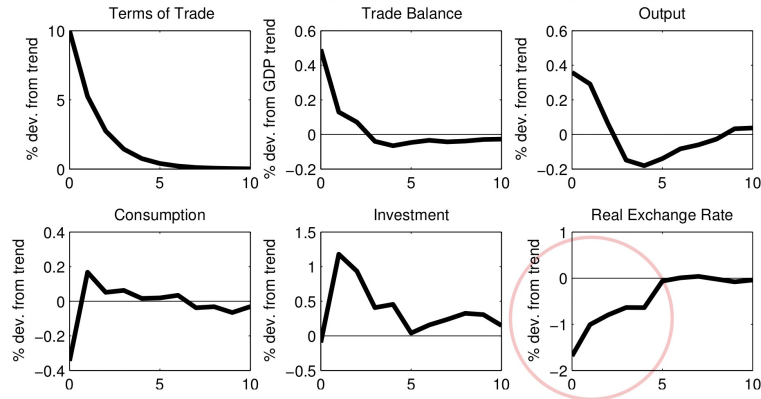 Terms of Trade
% dev. from trend
10
5
0
0 5 10
Trade Balance
% dev. from GDP trend
0.6
0.4
0.2
0
−0.2
0 5 10
Output
% dev. from trend
0.6
0.4
0.2
0
−0.2
0 5 10
Consumption
% dev. from trend
0.4
0.2
0
−0.2
−0.4
0 5 10
Investment
% dev. from trend
1.5
1
0.5
0
−0.5
0 5 10
Real Exchange Rate
% dev. from trend
1
0
−1
−2
0 5 10